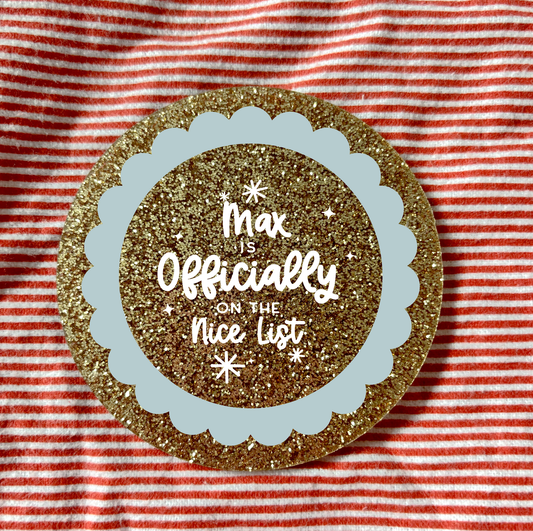 Max
is
Officially
ON THE
Nice List